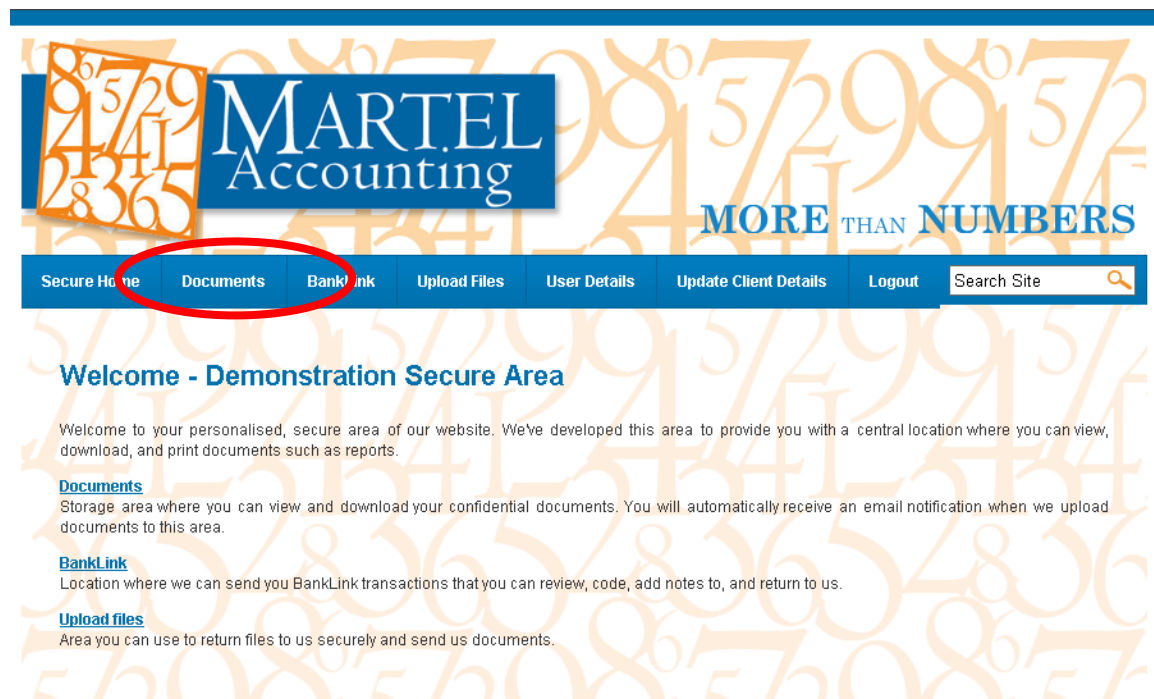 MARTEL
Accounting
MORE THAN NUMBERS
Secure Home Documents BankLink Upload Files User Details Update Client Details Logout Search Site
Welcome - Demonstration Secure Area
Welcome to your personalised, secure area of our website. We've developed this area to provide you with a central location where you can view,
download, and print documents such as reports.
Documents
Storage area where you can view and download your confidential documents. You will automatically receive an email notification when we upload
documents to this area.
BankLink
Location where we can send you BankLink transactions that you can review, code, add notes to, and return to us.
Upload files
Area you can use to return files to us securely and send us documents.